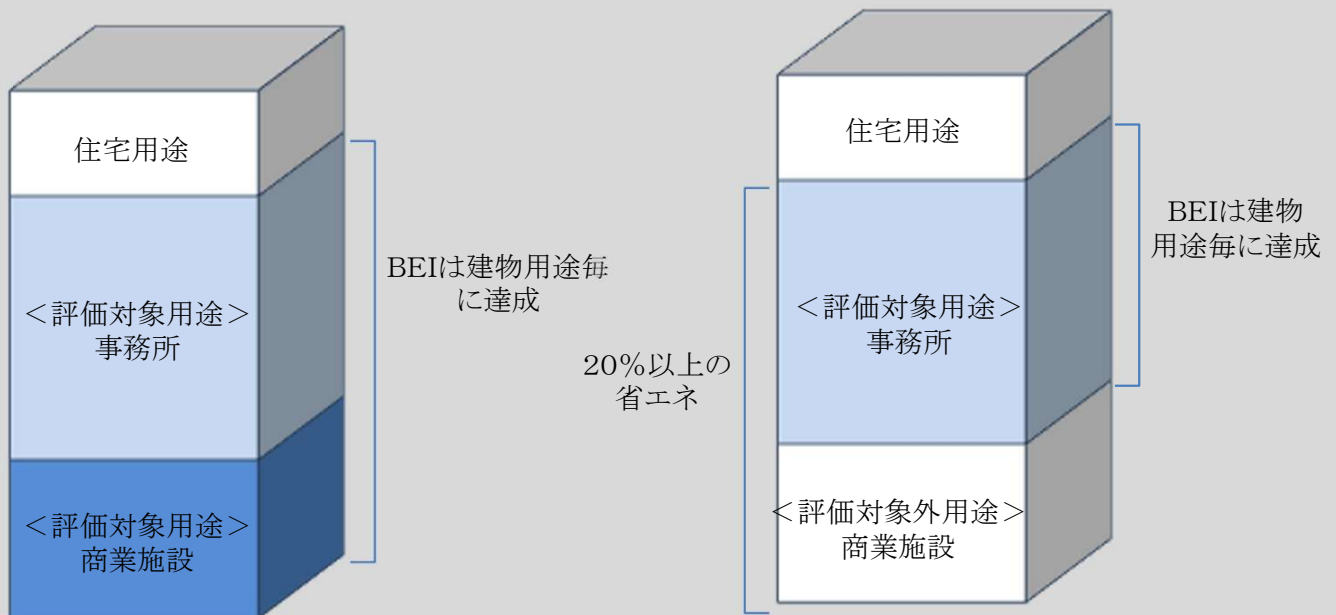 住宅用途
<評価対象用途>
事務所
<評価対象用途>
商業施設
BEIは建物用途毎
に達成
20%以上の
省エネ
住宅用途
<評価対象用途>
事務所
<評価対象外用途>
商業施設
BEIは建物
用途毎に達成